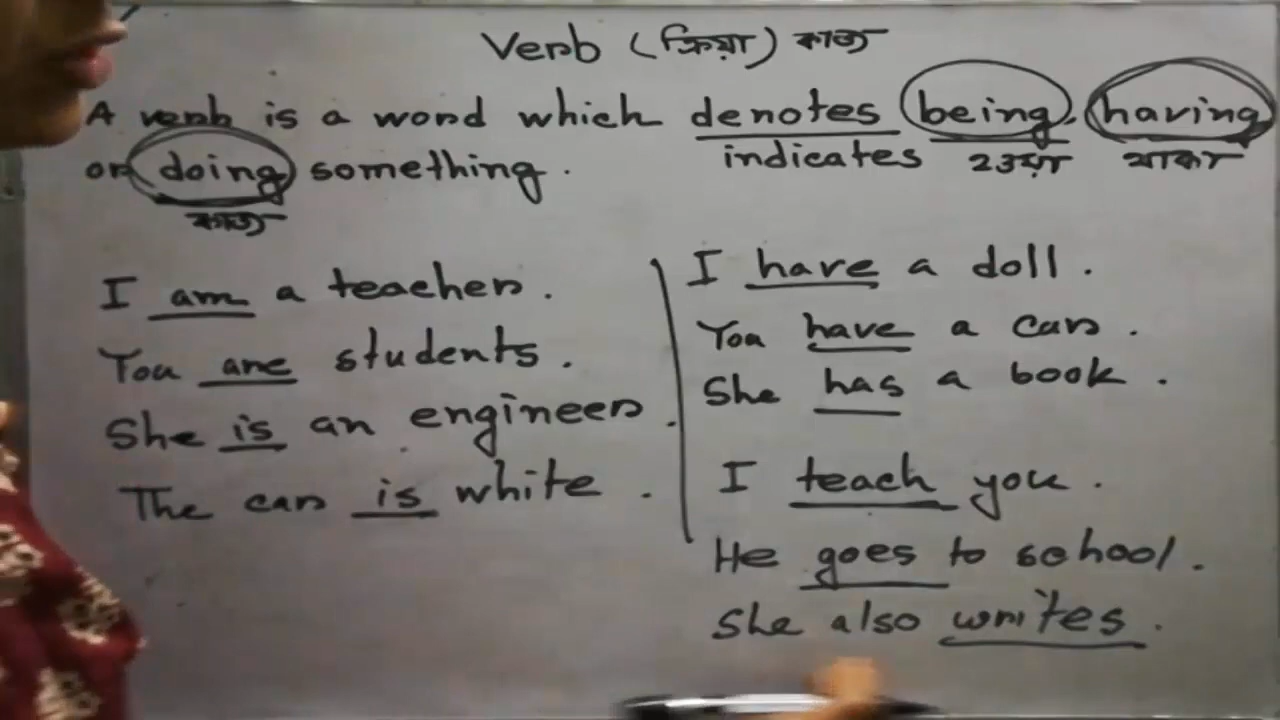 Verb (ক্রিয়া) কাজ
A verb is a word which denotes being, having
indicates হওয়া থাকা
or doing something.
কাজ
I am a teacher.
You are students.
She is an engineer.
The car is white.
I have a doll.
You have a car.
She has a book.
I teach you.
He goes to school.
She also writes.